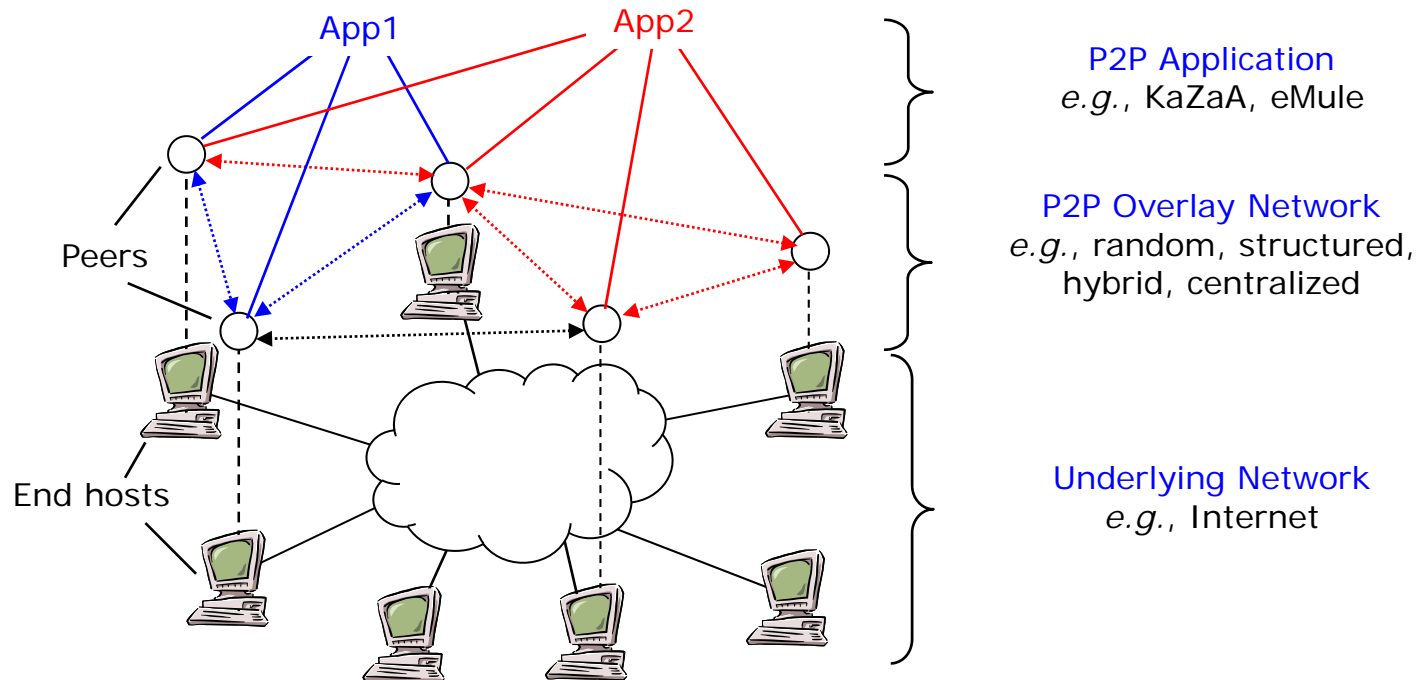 App1
App2
P2P Application
e.g., KaZaA, eMule
P2P Overlay Network
e.g., random, structured,
hybrid, centralized
Peers
End hosts
Underlying Network
e.g., Internet